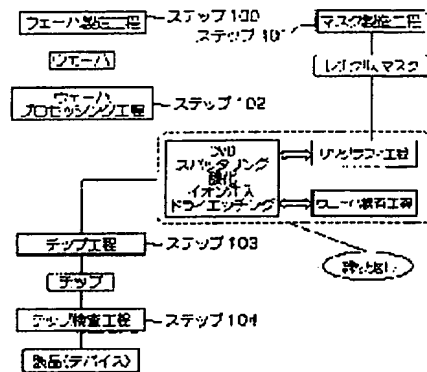 ウェーハ製造工程
ステップ100
マスク製造工程
ステップ101
ウェーハ
レチクル、マスク
ウェーハ
プロセッシング工程
ステップ102
CVD
スパッタリング
酸化
イオン注入
ドライエッチング
リソグラフィ工程
ウェーハ検査工程
チップ工程
ステップ103
チップ
チップ検査工程
ステップ104
製品(デバイス)